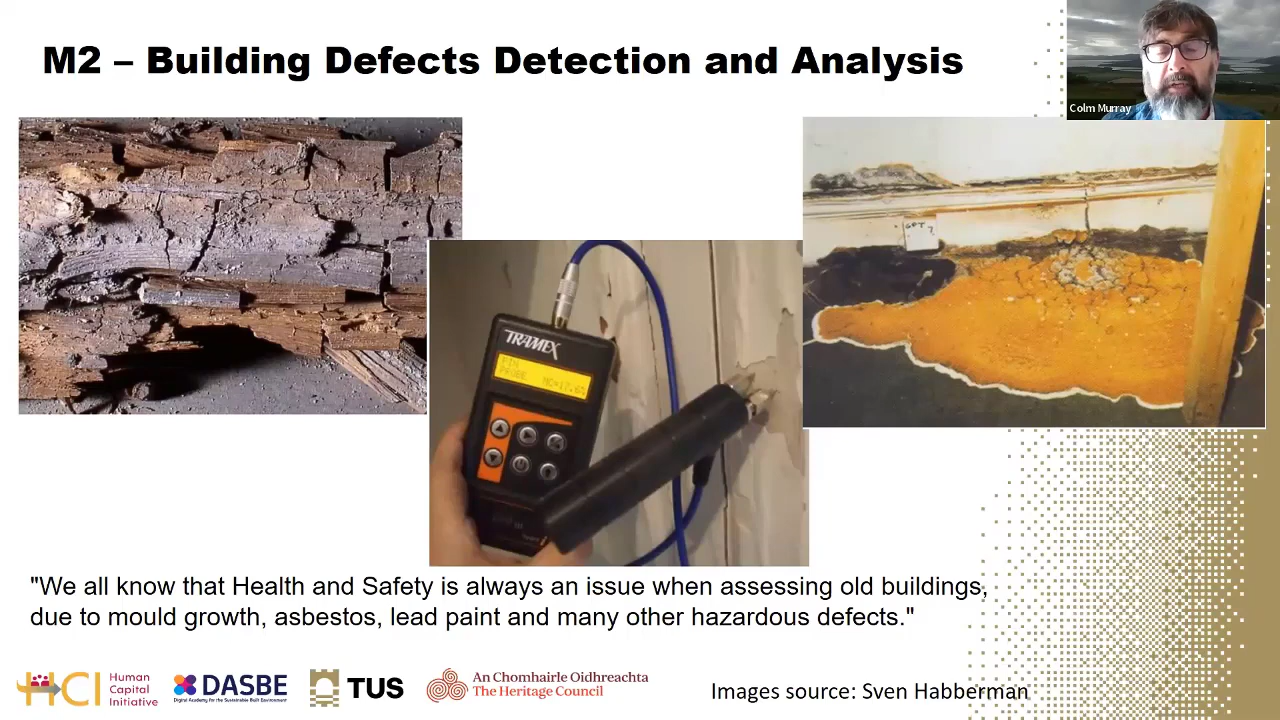 M2 – Building Defects Detection and Analysis
Colm Murray
TRAMEX
PROBE
"We all know that Health and Safety is always an issue when assessing old buildings,
due to mould growth, asbestos, lead paint and many other hazardous defects."
HCI
Human
Capital
Initiative
DASBE
Digital Academy for the Sustainable Built Environment
TUS
An Chomhairle Oidhreachta
The Heritage Council
Images source: Sven Habberman